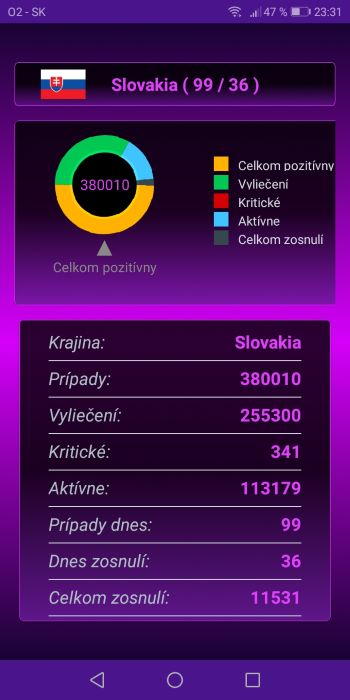 O2 - SK 47 % 23:31
Slovakia ( 99 / 36 )
380010
Celkom pozitívny
Vyliečení
Kritické
Aktívne
Celkom zosnulí
Celkom pozitívny
Krajina: Slovakia
Prípady: 380010
Vyliečení: 255300
Kritické: 341
Aktívne: 113179
Prípady dnes: 99
Dnes zosnulí: 36
Celkom zosnulí: 11531